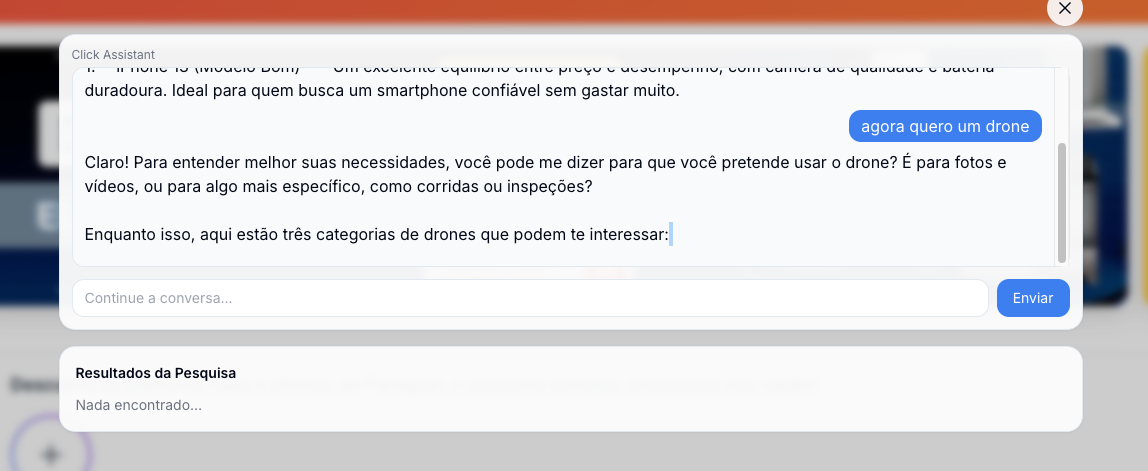 Click Assistant
1. iPhone 13 (Modelo Bom) — Um excelente equilíbrio entre preço e desempenho, com câmera de qualidade e bateria
duradoura. Ideal para quem busca um smartphone confiável sem gastar muito.
agora quero um drone
Claro! Para entender melhor suas necessidades, você pode me dizer para que você pretende usar o drone? É para fotos e
vídeos, ou para algo mais específico, como corridas ou inspeções?
Enquanto isso, aqui estão três categorias de drones que podem te interessar:
Continue a conversa...
Enviar
Resultados da Pesquisa
Nada encontrado...